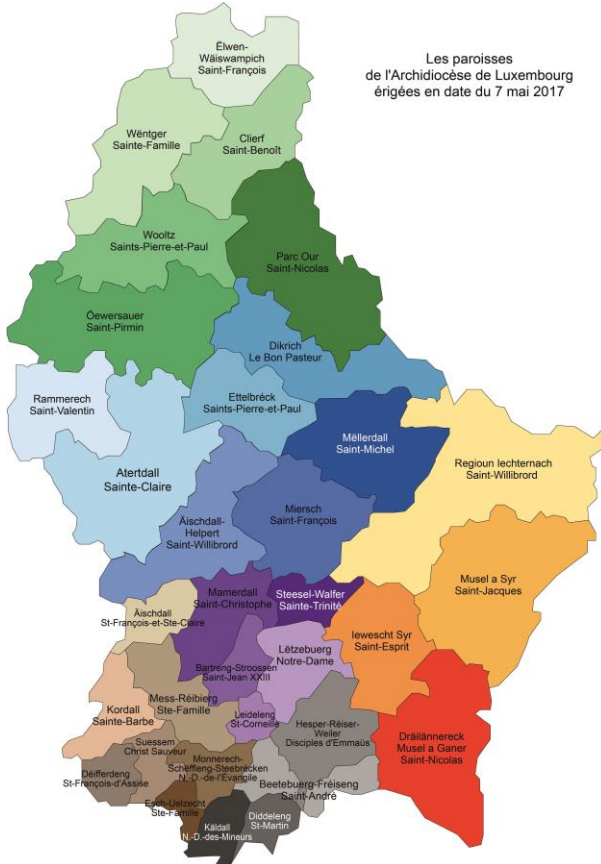 Les paroisses
de l'Archidiocèse de Luxembourg
érigées en date du 7 mai 2017
Ëlwen-
Wäiswampich
Saint-François
Wëntger
Sainte-Famille
Clierf
Saint-Benoît
Wooltz
Saints-Pierre-et-Paul
Parc Our
Saint-Nicolas
Öewersauer
Saint-Pirmin
Dikrich
Le Bon Pasteur
Rammerech
Saint-Valentin
Ettelbréck
Saints-Pierre-et-Paul
Mëllerdall
Saint-Michel
Regioun Iechternach
Saint-Willibrord
Atertdall
Sainte-Claire
Äischdall-
Helpert
Saint-Willibrord
Miersch
Saint-François
Musel a Syr
Saint-Jacques
Mamerdall
Saint-Christophe
Steesel-Walfer
Sainte-Trinité
Äischdall
St-François-et-Ste-Claire
Iewescht Syr
Saint-Esprit
Lëtzebuerg
Notre-Dame
Bartreng-Stroossen
Saint-Jean XXIII
Mess-Réibierg
Ste-Famille
Kordall
Sainte-Barbe
Leideleng
St-Corneille
Hesper-Réiser-
Weiler
Disciples d'Emmaüs
Dräilännereck
Musel a Ganer
Saint-Nicolas
Suessem
Christ Sauveur
Monnerech-
Scheffleng-Steebrécken
N.-D.-de-l'Évangile
Déifferdeng
St-François-d'Assise
Beetebuerg-Fréiseng
Saint-André
Esch-Uelzecht
Ste-Famille
Käldall
N.-D.-des-Mineurs
Diddeleng
St-Martin